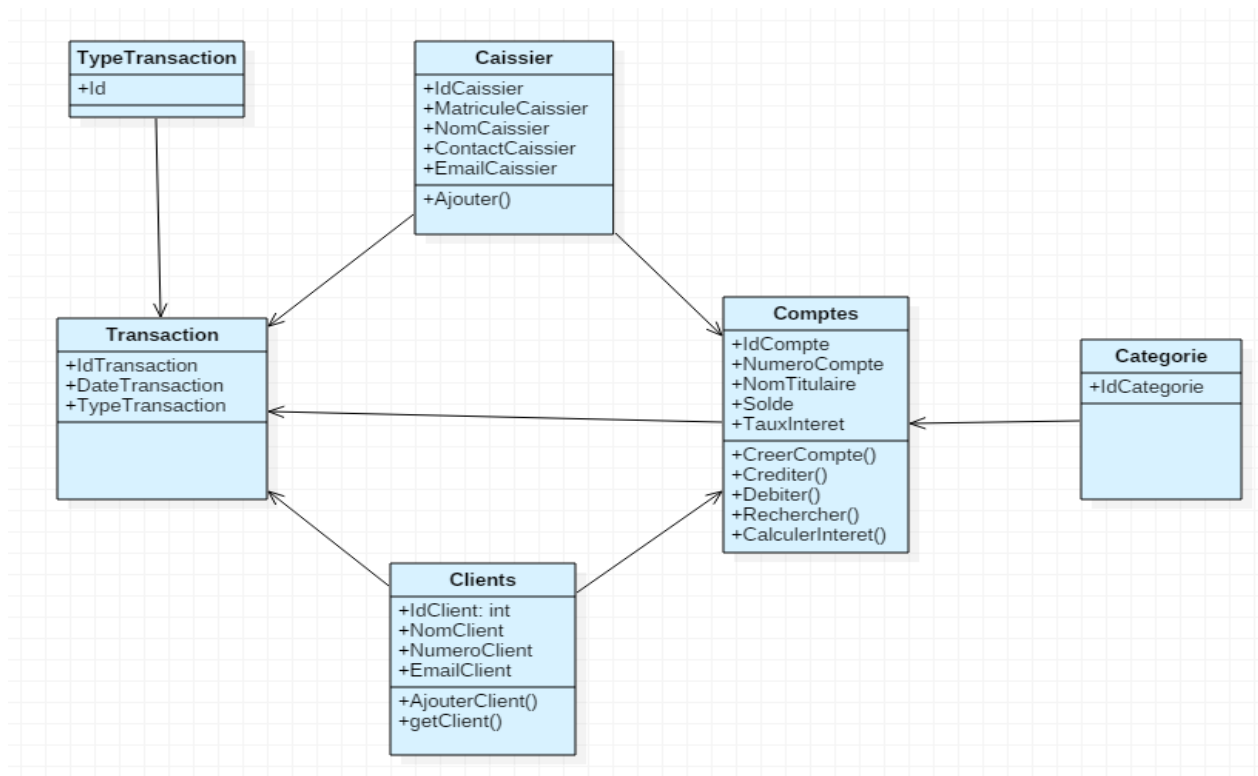 TypeTransaction
+Id
Caissier
+IdCaissier
+MatriculeCaissier
+NomCaissier
+ContactCaissier
+EmailCaissier
+Ajouter()
Transaction
+IdTransaction
+DateTransaction
+TypeTransaction
Comptes
+IdCompte
+NumeroCompte
+NomTitulaire
+Solde
+TauxInteret
+CreerCompte()
+Crediter()
+Debiter()
+Rechercher()
+CalculerInteret()
Categorie
+IdCategorie
Clients
+IdClient: int
+NomClient
+NumeroClient
+EmailClient
+AjouterClient()
+getClient()